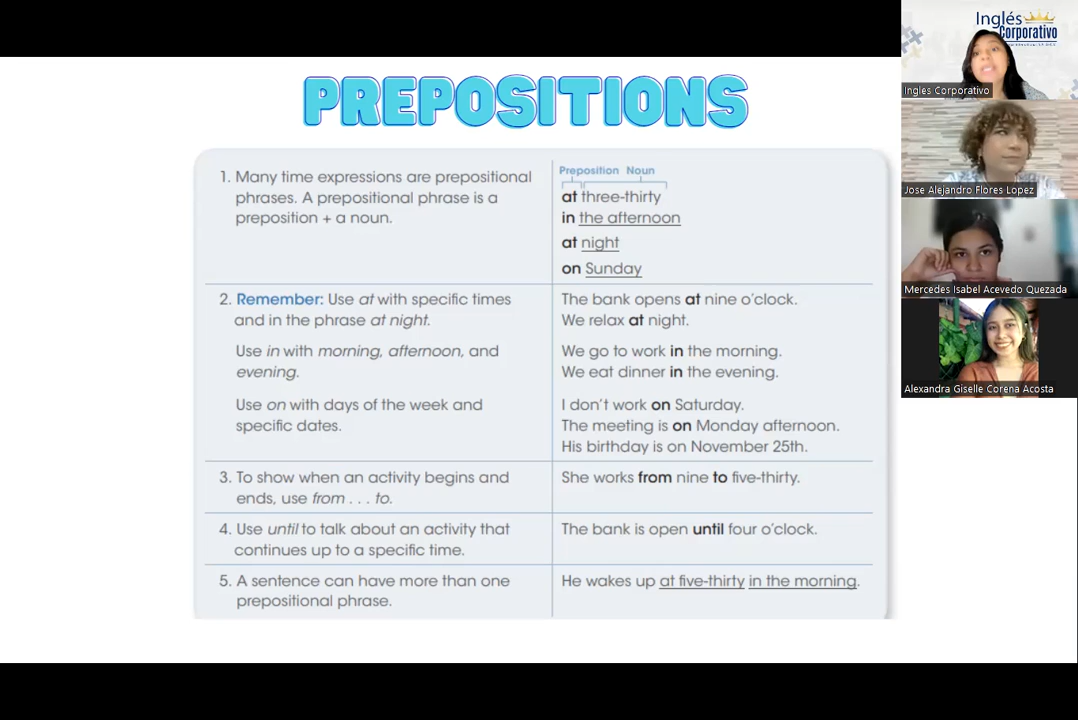 PREPOSITIONS
1. Many time expressions are prepositional
phrases. A prepositional phrase is a
preposition + a noun.
Preposition Noun
at three-thirty
in the afternoon
at night
on Sunday
2. Remember: Use at with specific times
and in the phrase at night.
The bank opens at nine o'clock.
We relax at night.
Use in with morning, afternoon, and
evening.
We go to work in the morning.
We eat dinner in the evening.
Use on with days of the week and
specific dates.
I don't work on Saturday.
The meeting is on Monday afternoon.
His birthday is on November 25th.
3. To show when an activity begins and
ends, use from . . . to.
She works from nine to five-thirty.
4. Use until to talk about an activity that
continues up to a specific time.
The bank is open until four o'clock.
5. A sentence can have more than one
prepositional phrase.
He wakes up at five-thirty in the morning.
Inglés
Corporativo
Ingles Corporativo
Jose Alejandro Flores Lopez
Mercedes Isabel Acevedo Quezada
Alexandra Giselle Corena Acosta